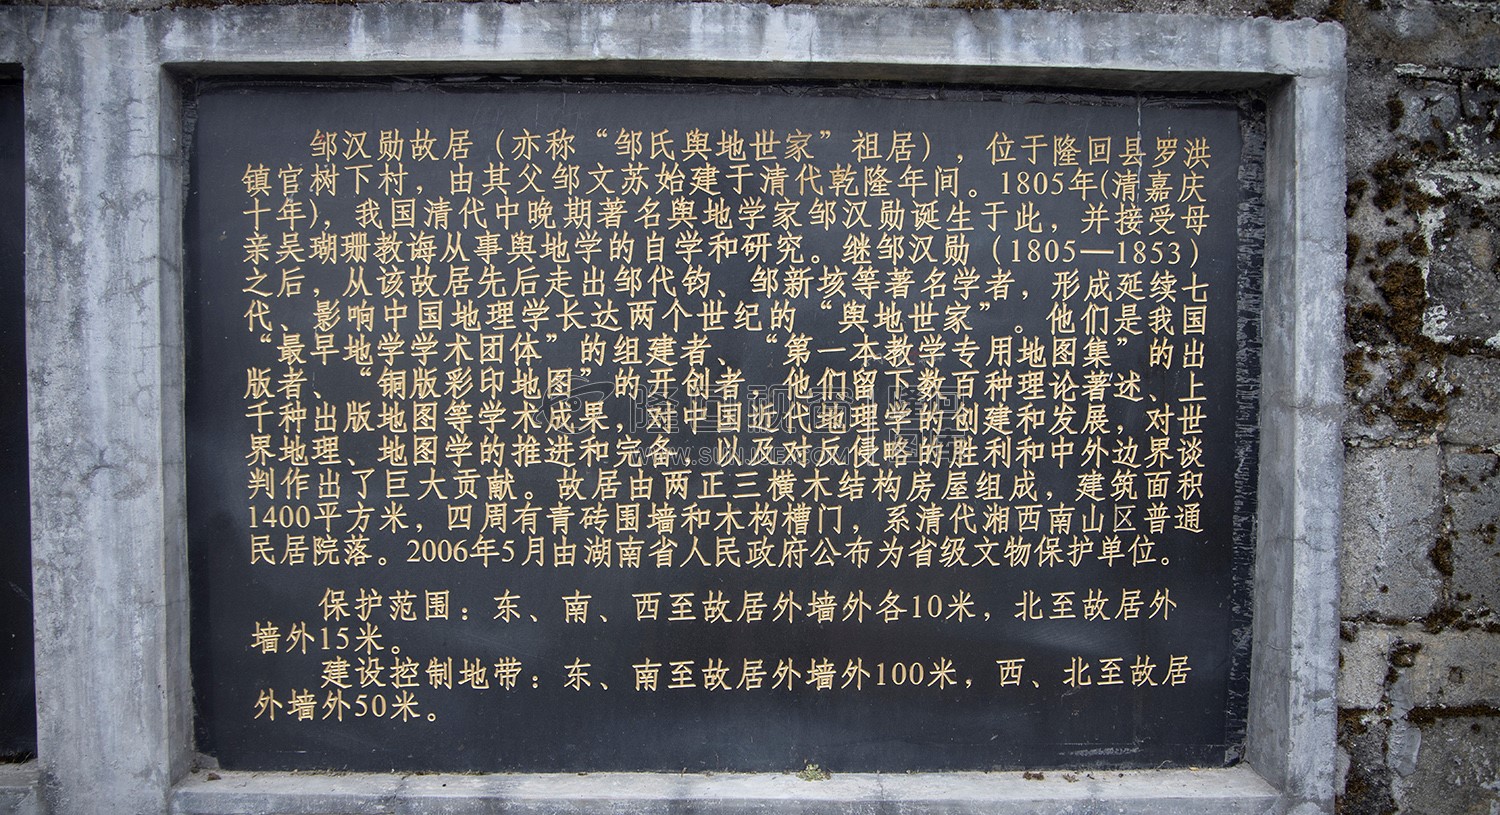 邹汉勋故居（亦称“邹氏舆地世家”祖居），位于隆回县罗洪
镇官树下村，由其父邹文苏始建于清代乾隆年间。1805年(清嘉庆
十年)，我国清代中晚期著名舆地学家邹汉勋诞生于此，并接受母
亲吴瑚珊教诲从事舆地学的自学和研究。继邹汉勋（1805—1853）
之后，从该故居先后走出邹代钧、邹新垓等著名学者，形成延续七
代、影响中国地理学长达两个世纪的“舆地世家”。他们是我国
“最早地学学术团体”的组建者、“第一本教学专用地图集”的出
版者、“铜版彩印地图”的开创者，他们留下数百种理论著述、上
千种出版地图等学术成果，对中国近代地理学的创建和发展，对世
界地理、地图学的推进和完备，以及对反侵略的胜利和中外边界谈
判作出了巨大贡献。故居由两正三横木结构房屋组成，建筑面积
1400平方米，四周有青砖围墙和木构槽门，系清代湘西南山区普通
民居院落。2006年5月由湖南省人民政府公布为省级文物保护单位。
保护范围：东、南、西至故居外墙外各10米，北至故居外
墙外15米。
建设控制地带：东、南至故居外墙外100米，西、北至故居
外墙外50米。